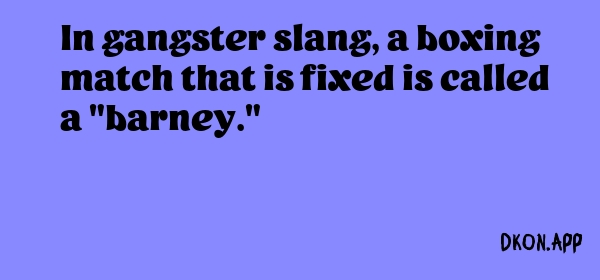 In gangster slang, a boxing
match that is fixed is called
a "barney."
DKON.APP